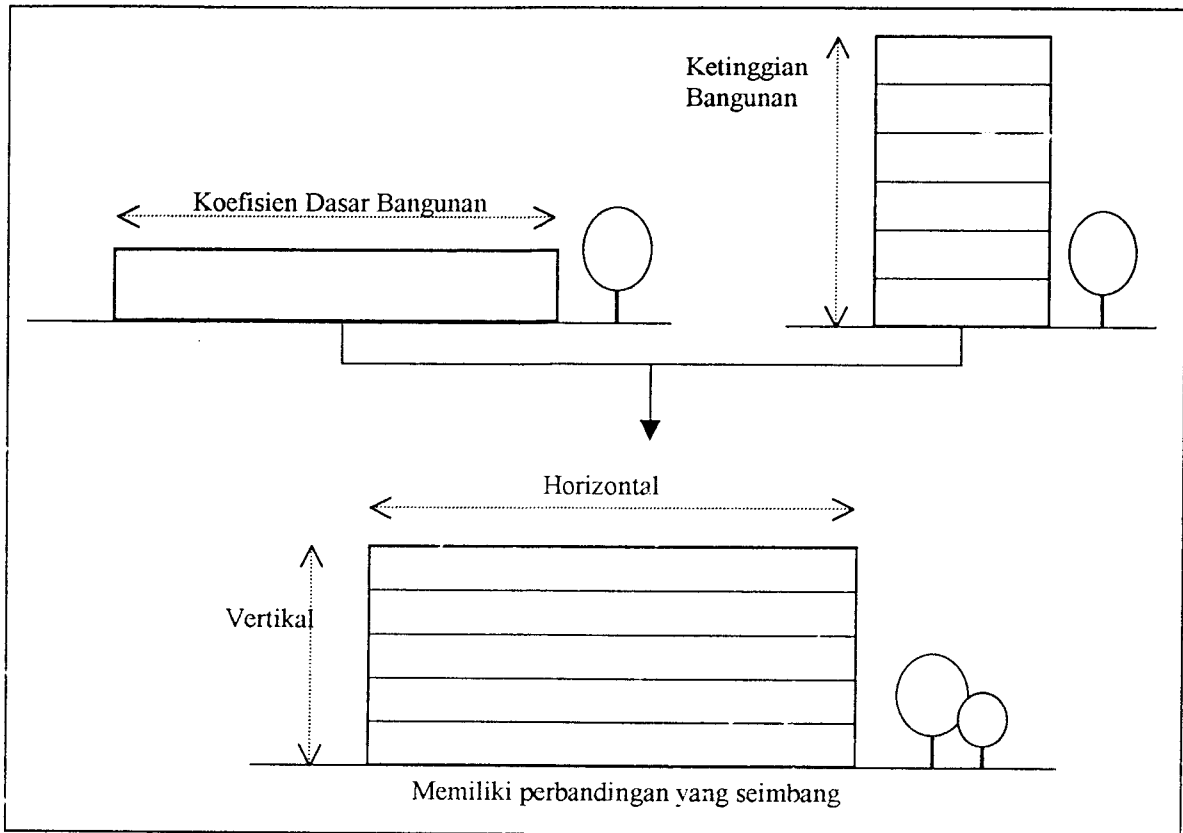 Ketinggian
Bangunan
Koefisien Dasar Bangunan
Horizontal
Vertikal
Memiliki perbandingan yang seimbang